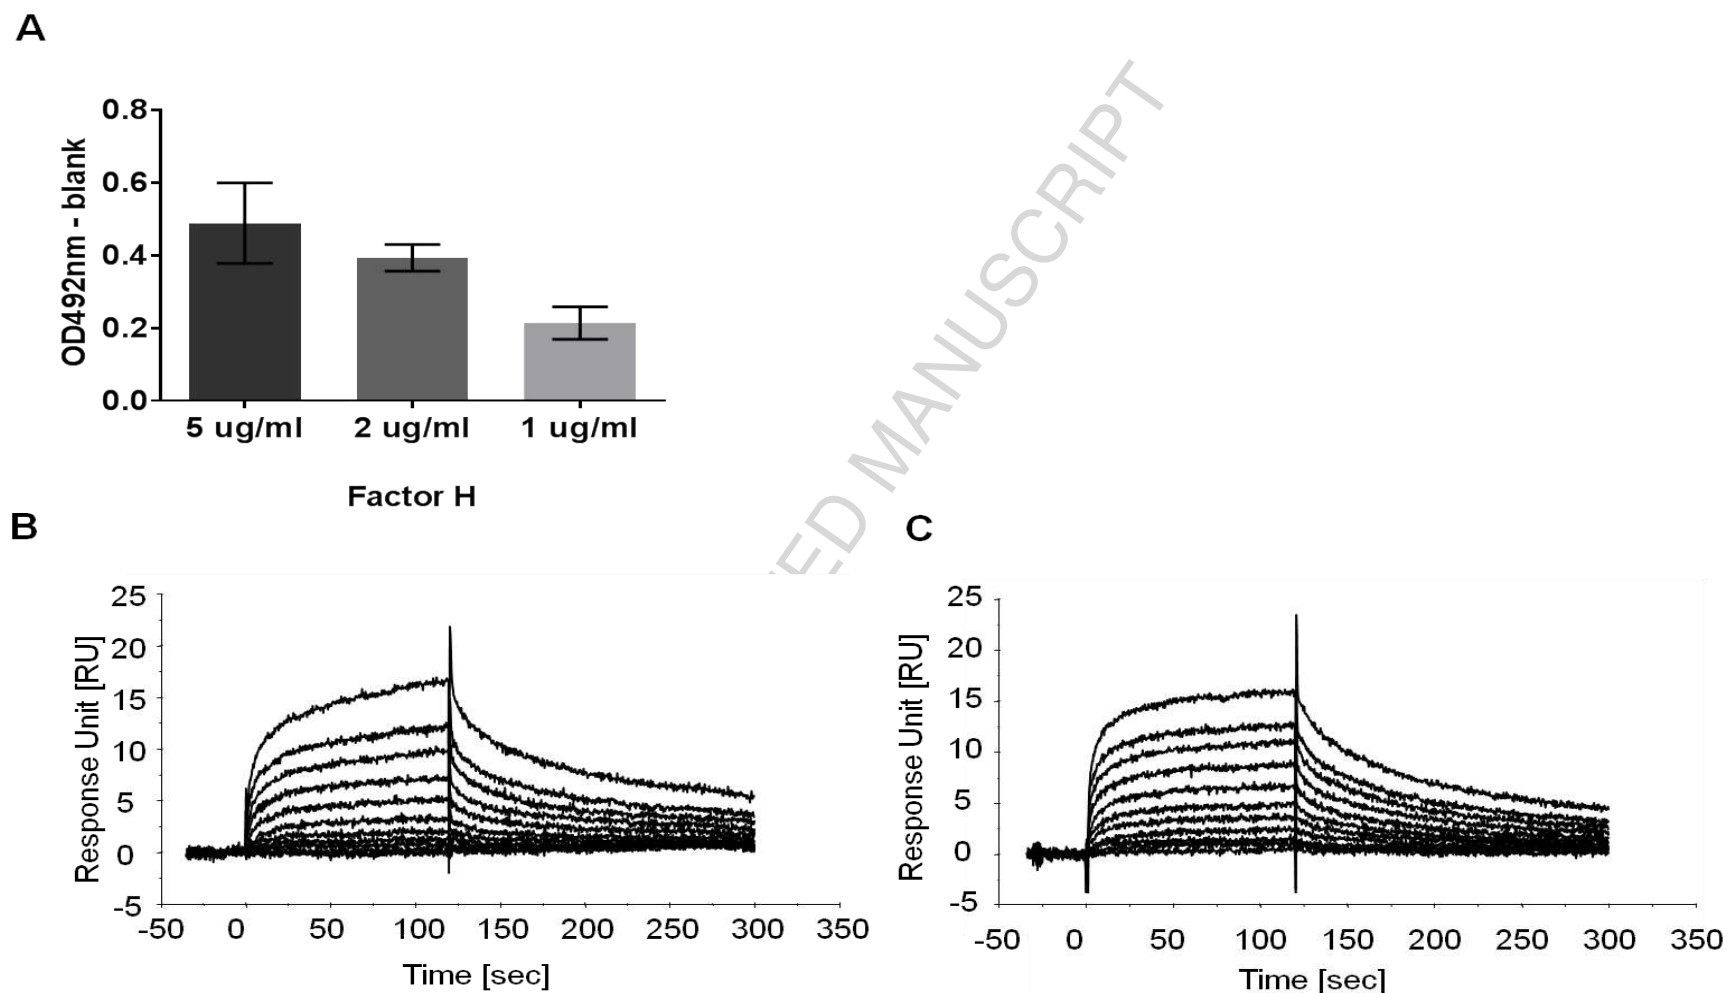 A
0.8
0.6
0.4
0.2
0.0
OD492nm - blank
5 ug/ml 2 ug/ml 1 ug/ml
Factor H
MANUSCRIPT
B
25
20
15
10
5
0
-5
Response Unit [RU]
-50 0 50 100 150 200 250 300 350
Time [sec]
C
25
20
15
10
5
0
-5
Response Unit [RU]
-50 0 50 100 150 200 250 300 350
Time [sec]